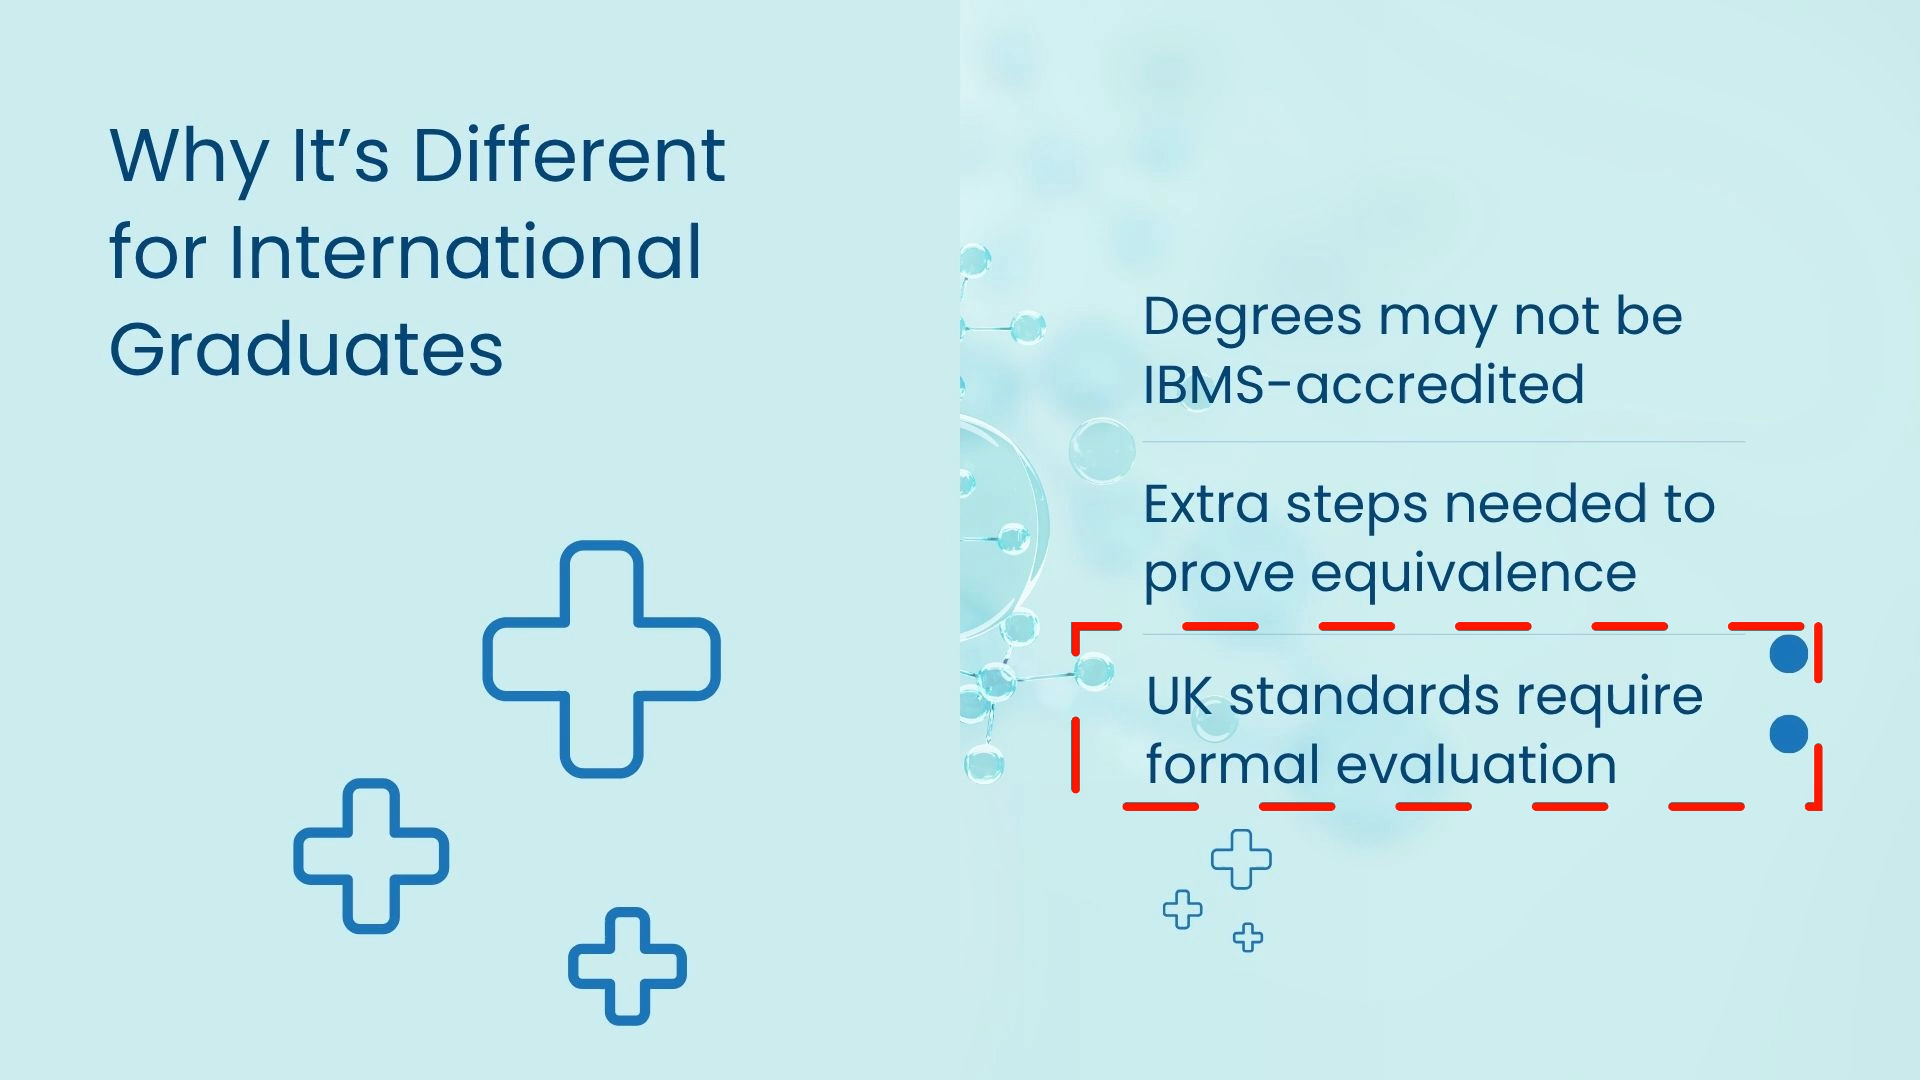 Why It’s Different
for International
Graduates
Degrees may not be
IBMS-accredited
Extra steps needed to
prove equivalence
UK standards require
formal evaluation